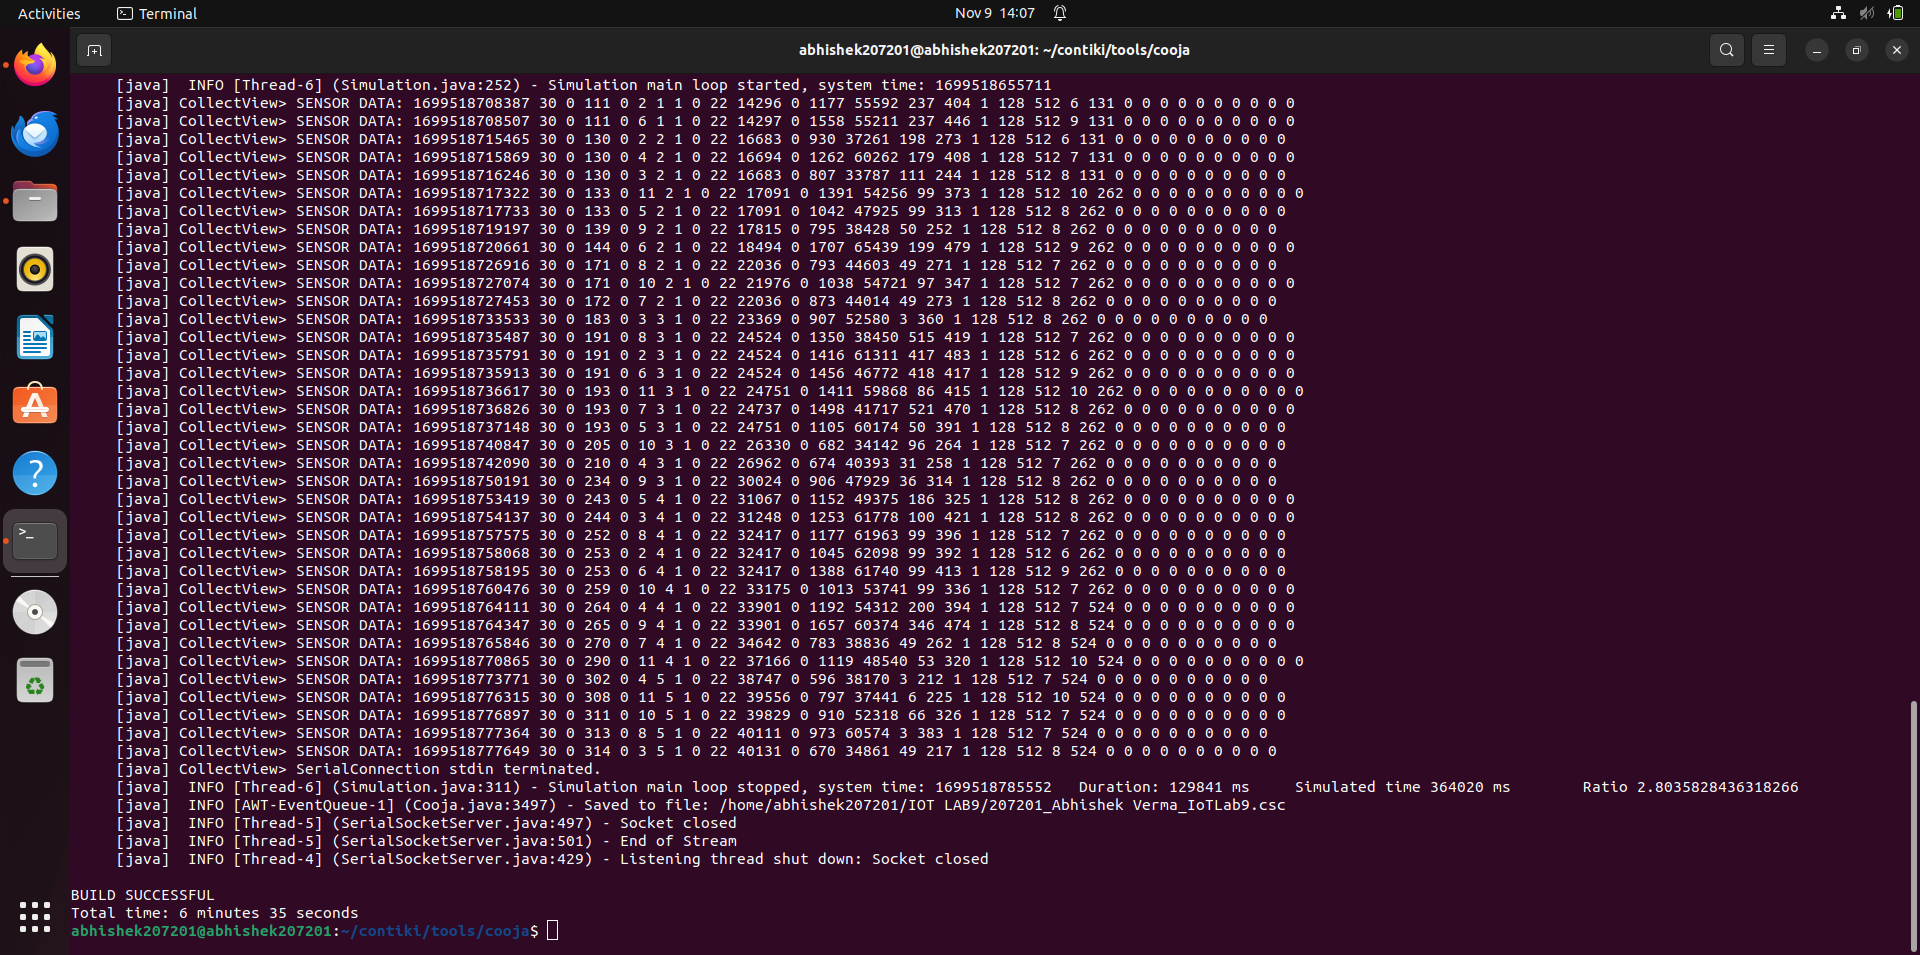 Activities
Terminal
Nov 9 14:07
abhishek207201@abhishek207201: ~/contiki/tools/cooja
[java]  INFO [Thread-6] (Simulation.java:252) - Simulation main loop started, system time: 1699518655711
[java] CollectView> SENSOR DATA: 1699518708387 30 0 111 0 2 1 1 0 22 14296 0 1177 55592 237 404 1 128 512 6 131 0 0 0 0 0 0 0 0 0 0
[java] CollectView> SENSOR DATA: 1699518708507 30 0 111 0 6 1 1 0 22 14297 0 1558 55211 237 446 1 128 512 9 131 0 0 0 0 0 0 0 0 0 0
[java] CollectView> SENSOR DATA: 1699518715465 30 0 130 0 2 2 1 0 22 16683 0 930 37261 198 273 1 128 512 6 131 0 0 0 0 0 0 0 0 0 0
[java] CollectView> SENSOR DATA: 1699518715869 30 0 130 0 4 2 1 0 22 16694 0 1262 60262 179 408 1 128 512 7 131 0 0 0 0 0 0 0 0 0 0
[java] CollectView> SENSOR DATA: 1699518716246 30 0 130 0 3 2 1 0 22 16683 0 807 33787 111 244 1 128 512 8 131 0 0 0 0 0 0 0 0 0 0
[java] CollectView> SENSOR DATA: 1699518717322 30 0 133 0 11 2 1 0 22 17091 0 1391 54256 99 373 1 128 512 10 262 0 0 0 0 0 0 0 0 0 0
[java] CollectView> SENSOR DATA: 1699518717733 30 0 133 0 5 2 1 0 22 17091 0 1042 47925 99 313 1 128 512 8 262 0 0 0 0 0 0 0 0 0 0
[java] CollectView> SENSOR DATA: 1699518719197 30 0 139 0 9 2 1 0 22 17815 0 795 38428 50 252 1 128 512 8 262 0 0 0 0 0 0 0 0 0 0
[java] CollectView> SENSOR DATA: 1699518720661 30 0 144 0 6 2 1 0 22 18494 0 1707 65439 199 479 1 128 512 9 262 0 0 0 0 0 0 0 0 0 0
[java] CollectView> SENSOR DATA: 1699518726916 30 0 171 0 8 2 1 0 22 22036 0 793 44603 49 271 1 128 512 7 262 0 0 0 0 0 0 0 0 0 0
[java] CollectView> SENSOR DATA: 1699518727074 30 0 171 0 10 2 1 0 22 21976 0 1038 54721 97 347 1 128 512 7 262 0 0 0 0 0 0 0 0 0 0
[java] CollectView> SENSOR DATA: 1699518727453 30 0 172 0 7 2 1 0 22 22036 0 873 44014 49 273 1 128 512 8 262 0 0 0 0 0 0 0 0 0 0
[java] CollectView> SENSOR DATA: 1699518733533 30 0 183 0 3 3 1 0 22 23369 0 907 52580 3 360 1 128 512 8 262 0 0 0 0 0 0 0 0 0 0
[java] CollectView> SENSOR DATA: 1699518735487 30 0 191 0 8 3 1 0 22 24524 0 1350 38450 515 419 1 128 512 7 262 0 0 0 0 0 0 0 0 0 0
[java] CollectView> SENSOR DATA: 1699518735791 30 0 191 0 2 3 1 0 22 24524 0 1416 61311 417 483 1 128 512 6 262 0 0 0 0 0 0 0 0 0 0
[java] CollectView> SENSOR DATA: 1699518735913 30 0 191 0 6 3 1 0 22 24524 0 1456 46772 418 417 1 128 512 9 262 0 0 0 0 0 0 0 0 0 0
[java] CollectView> SENSOR DATA: 1699518736617 30 0 193 0 11 3 1 0 22 24751 0 1411 59868 86 415 1 128 512 10 262 0 0 0 0 0 0 0 0 0 0
[java] CollectView> SENSOR DATA: 1699518736826 30 0 193 0 7 3 1 0 22 24737 0 1498 41717 521 470 1 128 512 8 262 0 0 0 0 0 0 0 0 0 0
[java] CollectView> SENSOR DATA: 1699518737148 30 0 193 0 5 3 1 0 22 24751 0 1105 60174 50 391 1 128 512 8 262 0 0 0 0 0 0 0 0 0 0
[java] CollectView> SENSOR DATA: 1699518740847 30 0 205 0 10 3 1 0 22 26330 0 682 34142 96 264 1 128 512 7 262 0 0 0 0 0 0 0 0 0 0
[java] CollectView> SENSOR DATA: 1699518742090 30 0 210 0 4 3 1 0 22 26962 0 674 40393 31 258 1 128 512 7 262 0 0 0 0 0 0 0 0 0 0
[java] CollectView> SENSOR DATA: 1699518750191 30 0 234 0 9 3 1 0 22 30024 0 906 47929 36 314 1 128 512 8 262 0 0 0 0 0 0 0 0 0 0
[java] CollectView> SENSOR DATA: 1699518753419 30 0 243 0 5 4 1 0 22 31067 0 1152 49375 186 325 1 128 512 8 262 0 0 0 0 0 0 0 0 0 0
[java] CollectView> SENSOR DATA: 1699518754137 30 0 244 0 3 4 1 0 22 31248 0 1253 61778 100 421 1 128 512 8 262 0 0 0 0 0 0 0 0 0 0
[java] CollectView> SENSOR DATA: 1699518757575 30 0 252 0 8 4 1 0 22 32417 0 1177 61963 99 396 1 128 512 7 262 0 0 0 0 0 0 0 0 0 0
[java] CollectView> SENSOR DATA: 1699518758068 30 0 253 0 2 4 1 0 22 32417 0 1045 62098 99 392 1 128 512 6 262 0 0 0 0 0 0 0 0 0 0
[java] CollectView> SENSOR DATA: 1699518758195 30 0 253 0 6 4 1 0 22 32417 0 1388 61740 99 413 1 128 512 9 262 0 0 0 0 0 0 0 0 0 0
[java] CollectView> SENSOR DATA: 1699518760476 30 0 259 0 10 4 1 0 22 33175 0 1013 53741 99 336 1 128 512 7 262 0 0 0 0 0 0 0 0 0 0
[java] CollectView> SENSOR DATA: 1699518764111 30 0 264 0 4 4 1 0 22 33901 0 1192 54312 200 394 1 128 512 7 524 0 0 0 0 0 0 0 0 0 0
[java] CollectView> SENSOR DATA: 1699518764347 30 0 265 0 9 4 1 0 22 33901 0 1657 60374 346 474 1 128 512 8 524 0 0 0 0 0 0 0 0 0 0
[java] CollectView> SENSOR DATA: 1699518765846 30 0 270 0 7 4 1 0 22 34642 0 783 38836 49 262 1 128 512 8 524 0 0 0 0 0 0 0 0 0 0
[java] CollectView> SENSOR DATA: 1699518770865 30 0 290 0 11 4 1 0 22 37166 0 1119 48540 53 320 1 128 512 10 524 0 0 0 0 0 0 0 0 0 0
[java] CollectView> SENSOR DATA: 1699518773771 30 0 302 0 4 5 1 0 22 38747 0 596 38170 3 212 1 128 512 7 524 0 0 0 0 0 0 0 0 0 0
[java] CollectView> SENSOR DATA: 1699518776315 30 0 308 0 11 5 1 0 22 39556 0 797 37441 6 225 1 128 512 10 524 0 0 0 0 0 0 0 0 0 0
[java] CollectView> SENSOR DATA: 1699518776897 30 0 311 0 10 5 1 0 22 39829 0 910 52318 66 326 1 128 512 7 524 0 0 0 0 0 0 0 0 0 0
[java] CollectView> SENSOR DATA: 1699518777364 30 0 313 0 8 5 1 0 22 40111 0 973 60574 3 383 1 128 512 7 524 0 0 0 0 0 0 0 0 0 0
[java] CollectView> SENSOR DATA: 1699518777649 30 0 314 0 3 5 1 0 22 40131 0 670 34861 49 217 1 128 512 8 524 0 0 0 0 0 0 0 0 0 0
[java] CollectView> SerialConnection stdin terminated.
[java]  INFO [Thread-6] (Simulation.java:311) - Simulation main loop stopped, system time: 1699518785552   Duration: 129841 ms     Simulated time 364020 ms        Ratio 2.8035828436318266
[java]  INFO [AWT-EventQueue-1] (Cooja.java:3497) - Saved to file: /home/abhishek207201/IOT LAB9/207201_Abhishek Verma_IoTLab9.csc
[java]  INFO [Thread-5] (SerialSocketServer.java:497) - Socket closed
[java]  INFO [Thread-5] (SerialSocketServer.java:501) - End of Stream
[java]  INFO [Thread-4] (SerialSocketServer.java:429) - Listening thread shut down: Socket closed
BUILD SUCCESSFUL
Total time: 6 minutes 35 seconds
abhishek207201@abhishek207201:~/contiki/tools/cooja$